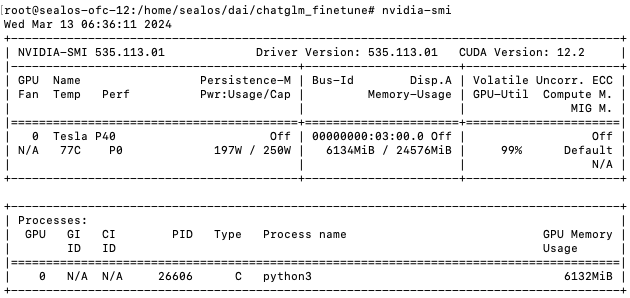 [root@sealos-ofc-12:/home/sealos/dai/chatglm_finetune# nvidia-smi
Wed Mar 13 06:36:11 2024
+---------------------------------------------------------------------------------------+
| NVIDIA-SMI 535.113.01             Driver Version: 535.113.01   CUDA Version: 12.2     |
|-----------------------------------------+----------------------+----------------------+
| GPU  Name                 Persistence-M | Bus-Id        Disp.A | Volatile Uncorr. ECC |
| Fan  Temp   Perf          Pwr:Usage/Cap |         Memory-Usage | GPU-Util  Compute M. |
|                                         |                      |               MIG M. |
|=========================================+======================+======================|
|   0  Tesla P40                      Off | 00000000:03:00.0 Off |                  Off |
| N/A   77C    P0             197W / 250W |   6134MiB / 24576MiB |     99%      Default |
|                                         |                      |                  N/A |
+-----------------------------------------+----------------------+----------------------+

+---------------------------------------------------------------------------------------+
| Processes:                                                                            |
|  GPU   GI   CI        PID   Type   Process name                            GPU Memory |
|        ID   ID                                                             Usage      |
|=======================================================================================|
|    0   N/A  N/A     26606      C   python3                                    6132MiB |
+---------------------------------------------------------------------------------------+